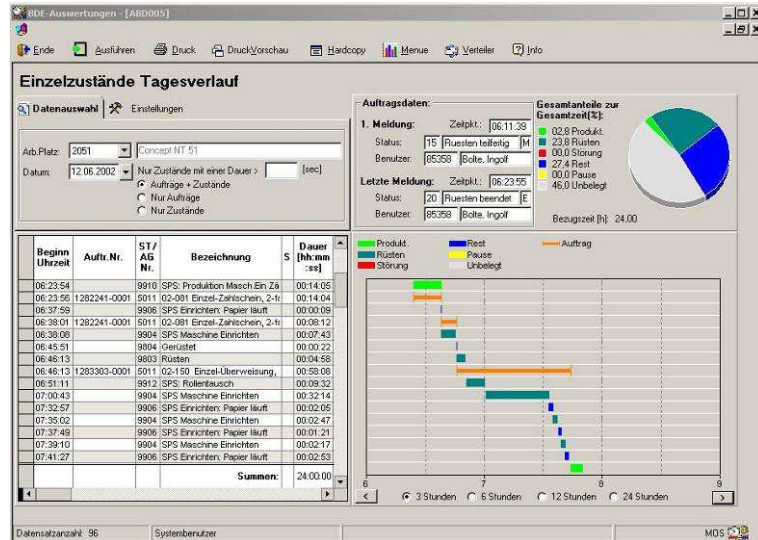 BDE-Auswertungen - [ABD005]
Ende Ausführen Druck DruckVorschau Hardcopy Menue Verteiler Info
Einzelzustände Tagesverlauf
Datenauswahl Einstellungen
Arb.Platz: 2051 Concept NT 51
Datum: 12.06.2002 Nur Zustände mit einer Dauer > [sec]
Aufträge + Zustände
Nur Aufträge
Nur Zustände
Auftragsdaten:
1. Meldung: Zeitpkt.: 06:11:39
Status: 15 Ruesten teilfertig M
Benutzer: 85358 Bolte, Ingolf
Letzte Meldung: Zeitpkt.: 06:23:55
Status: 20 Ruesten beendet E
Benutzer: 85358 Bolte, Ingolf
Gesamtanteile zur
Gesamtzeit(%):
02,8 Produkt.
23,8 Rüsten
00,0 Störung
27,4 Rest
00,0 Pause
46,0 Unbelegt
Bezugszeit [h]: 24,00
Beginn Uhrzeit Auftr.Nr. ST/ AG Nr. Bezeichnung S Dauer [hh:mm :ss]
06:23:54 9910 SPS: Produktion Masch.Ein Zä 00:14:05
06:23:56 1282241-0001 5011 02-081 Einzel-Zahlschein, 2-fa 00:14:04
06:37:59 9906 SPS Einrichten: Papier läuft 00:00:09
06:38:01 1282241-0001 5011 02-081 Einzel-Zahlschein, 2-fa 00:08:12
06:38:08 9904 SPS Maschine Einrichten 00:07:43
06:45:51 9804 Gerüstet 00:00:22
06:46:13 9803 Rüsten 00:04:58
06:46:13 1283303-0001 5011 02-150 Einzel-Überweisung, 00:58:08
06:51:11 9912 SPS: Rollentausch 00:09:32
07:00:43 9904 SPS Maschine Einrichten 00:32:14
07:32:57 9906 SPS Einrichten: Papier läuft 00:02:05
07:35:02 9904 SPS Maschine Einrichten 00:02:47
07:37:49 9906 SPS Einrichten: Papier läuft 00:01:21
07:39:10 9904 SPS Maschine Einrichten 00:02:17
07:41:27 9906 SPS Einrichten: Papier läuft 00:02:53
Summen: 24:00:00
Produkt. Rest Auftrag
Rüsten Pause
Störung Unbelegt
6 7 8 9
< 3 Stunden 6 Stunden 12 Stunden 24 Stunden >
Datensatzanzahl: 96 Systembenutzer MOS